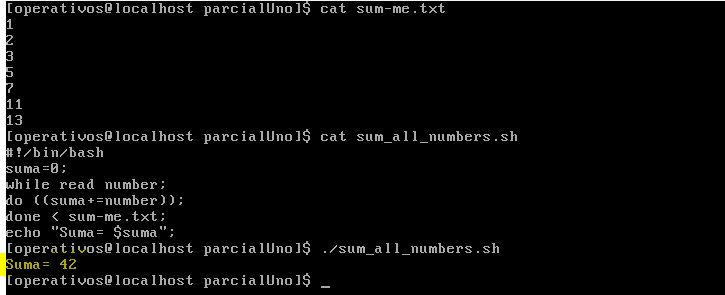 [operativos@localhost parcialUno]$ cat sum-me.txt
1
2
3
5
7
11
13
[operativos@localhost parcialUno]$ cat sum_all_numbers.sh
#!/bin/bash
suma=0;
while read number;
do ((suma+=number));
done < sum-me.txt;
echo "Suma= $suma";
[operativos@localhost parcialUno]$ ./sum_all_numbers.sh
Suma= 42
[operativos@localhost parcialUno]$ _